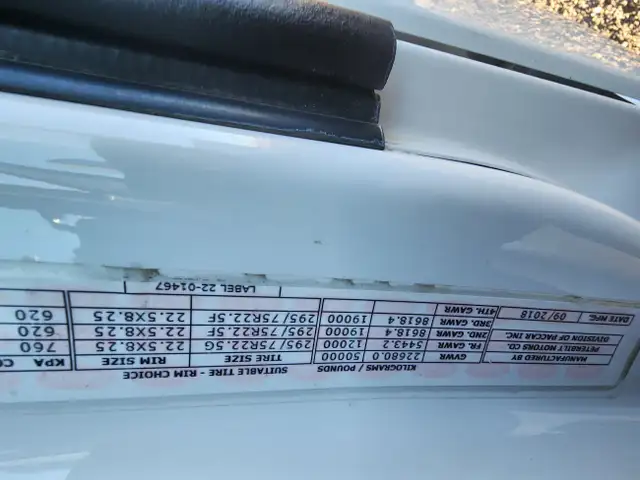 KILOGRAMS / POUNDS SUITABLE TIRE - RIM CHOICE
MANUFACTURED BY GVWR 22680.0 50000 TIRE SIZE RIM SIZE KPA
PETERBILT MOTORS CO. FR. GAWR 5443.2 12000 295/75R22.5G 22.5X8.25 760
DIVISION OF PACCAR INC. 2ND. GAWR 8618.4 19000 295/75R22.5F 22.5X8.25 620
DATE MFG. 09/2018 3RD. GAWR 8618.4 19000 295/75R22.5F 22.5X8.25 620
4TH. GAWR
LABEL 22-01467